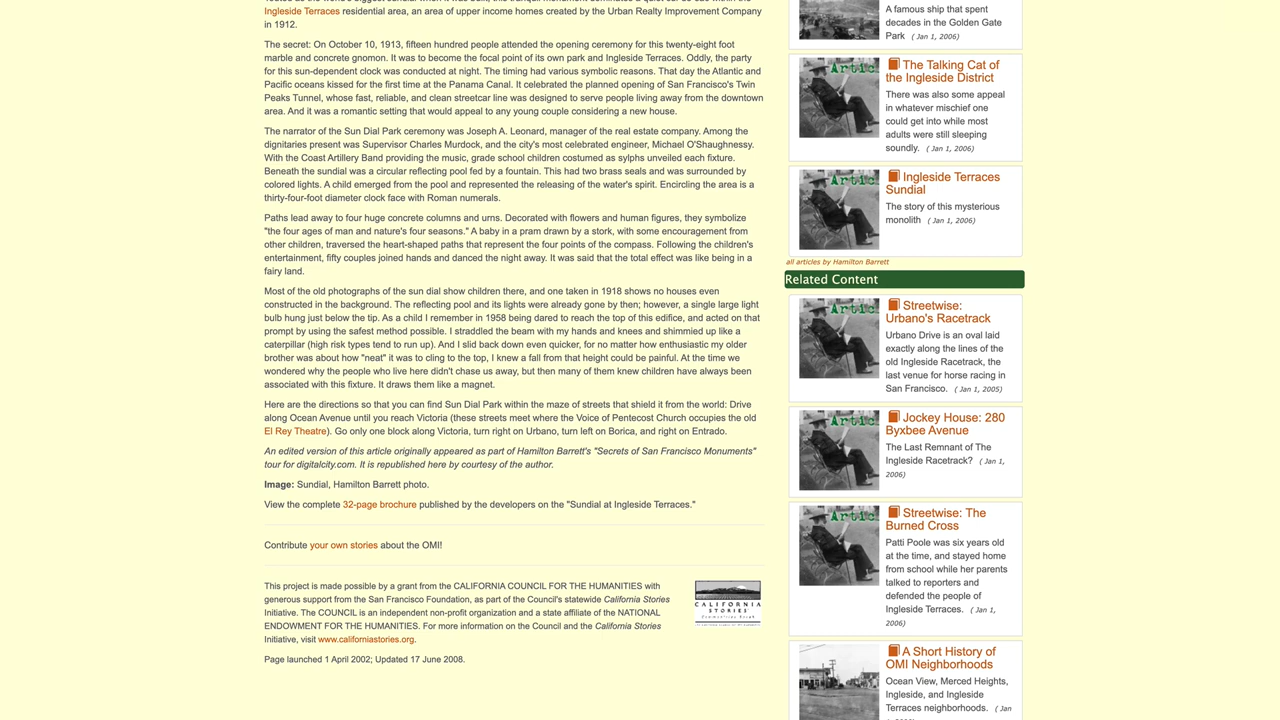 Ingleside Terraces residential area, an area of upper income homes created by the Urban Realty Improvement Company
in 1912.
The secret: On October 10, 1913, fifteen hundred people attended the opening ceremony for this twenty-eight foot
marble and concrete gnomon. It was to become the focal point of its own park and Ingleside Terraces. Oddly, the party
for this sun-dependent clock was conducted at night. The timing had various symbolic reasons. That day the Atlantic and
Pacific oceans kissed for the first time at the Panama Canal. It celebrated the planned opening of San Francisco's Twin
Peaks Tunnel, whose fast, reliable, and clean streetcar line was designed to serve people living away from the downtown
area. And it was a romantic setting that would appeal to any young couple considering a new house.
The narrator of the Sun Dial Park ceremony was Joseph A. Leonard, manager of the real estate company. Among the
dignitaries present was Supervisor Charles Murdock, and the city's most celebrated engineer, Michael O'Shaughnessy.
With the Coast Artillery Band providing the music, grade school children costumed as sylphs unveiled each fixture.
Beneath the sundial was a circular reflecting pool fed by a fountain. This had two brass seals and was surrounded by
colored lights. A child emerged from the pool and represented the releasing of the water's spirit. Encircling the area is a
thirty-four-foot diameter clock face with Roman numerals.
Paths lead away to four huge concrete columns and urns. Decorated with flowers and human figures, they symbolize
"the four ages of man and nature's four seasons." A baby in a pram drawn by a stork, with some encouragement from
other children, traversed the heart-shaped paths that represent the four points of the compass. Following the children's
entertainment, fifty couples joined hands and danced the night away. It was said that the total effect was like being in a
fairy land.
Most of the old photographs of the sun dial show children there, and one taken in 1918 shows no houses even
constructed in the background. The reflecting pool and its lights were already gone by then; however, a single large light
bulb hung just below the tip. As a child I remember in 1958 being dared to reach the top of this edifice, and acted on that
prompt by using the safest method possible. I straddled the beam with my hands and knees and shimmied up like a
caterpillar (high risk types tend to run up). And I slid back down even quicker, for no matter how enthusiastic my older
brother was about how "neat" it was to cling to the top, I knew a fall from that height could be painful. At the time we
wondered why the people who live here didn't chase us away, but then many of them knew children have always been
associated with this fixture. It draws them like a magnet.
Here are the directions so that you can find Sun Dial Park within the maze of streets that shield it from the world: Drive
along Ocean Avenue until you reach Victoria (these streets meet where the Voice of Pentecost Church occupies the old
El Rey Theatre). Go only one block along Victoria, turn right on Urbano, turn left on Borica, and right on Entrado.
An edited version of this article originally appeared as part of Hamilton Barrett's "Secrets of San Francisco Monuments"
tour for digitalcity.com. It is republished here by courtesy of the author.
Image: Sundial, Hamilton Barrett photo.
View the complete 32-page brochure published by the developers on the "Sundial at Ingleside Terraces."
Contribute your own stories about the OMI!
This project is made possible by a grant from the CALIFORNIA COUNCIL FOR THE HUMANITIES with
generous support from the San Francisco Foundation, as part of the Council's statewide California Stories
Initiative. The COUNCIL is an independent non-profit organization and a state affiliate of the NATIONAL
ENDOWMENT FOR THE HUMANITIES. For more information on the Council and the California Stories
Initiative, visit www.californiastories.org.
CALIFORNIA
STORIES
Page launched 1 April 2002; Updated 17 June 2008.
A famous ship that spent
decades in the Golden Gate
Park ( Jan 1, 2006)
Artic
The Talking Cat of
the Ingleside District
There was also some appeal
in whatever mischief one
could get into while most
adults were still sleeping
soundly. ( Jan 1, 2006)
Artic
Ingleside Terraces
Sundial
The story of this mysterious
monolith ( Jan 1, 2006)
all articles by Hamilton Barrett
Related Content
Artic
Streetwise:
Urbano's Racetrack
Urbano Drive is an oval laid
exactly along the lines of the
old Ingleside Racetrack, the
last venue for horse racing in
San Francisco. ( Jan 1, 2005)
Artic
Jockey House: 280
Byxbee Avenue
The Last Remnant of The
Ingleside Racetrack? ( Jan 1,
2006)
Artic
Streetwise: The
Burned Cross
Patti Poole was six years old
at the time, and stayed home
from school while her parents
talked to reporters and
defended the people of
Ingleside Terraces. ( Jan 1,
2006)
A Short History of
OMI Neighborhoods
Ocean View, Merced Heights,
Ingleside, and Ingleside
Terraces neighborhoods. ( Jan